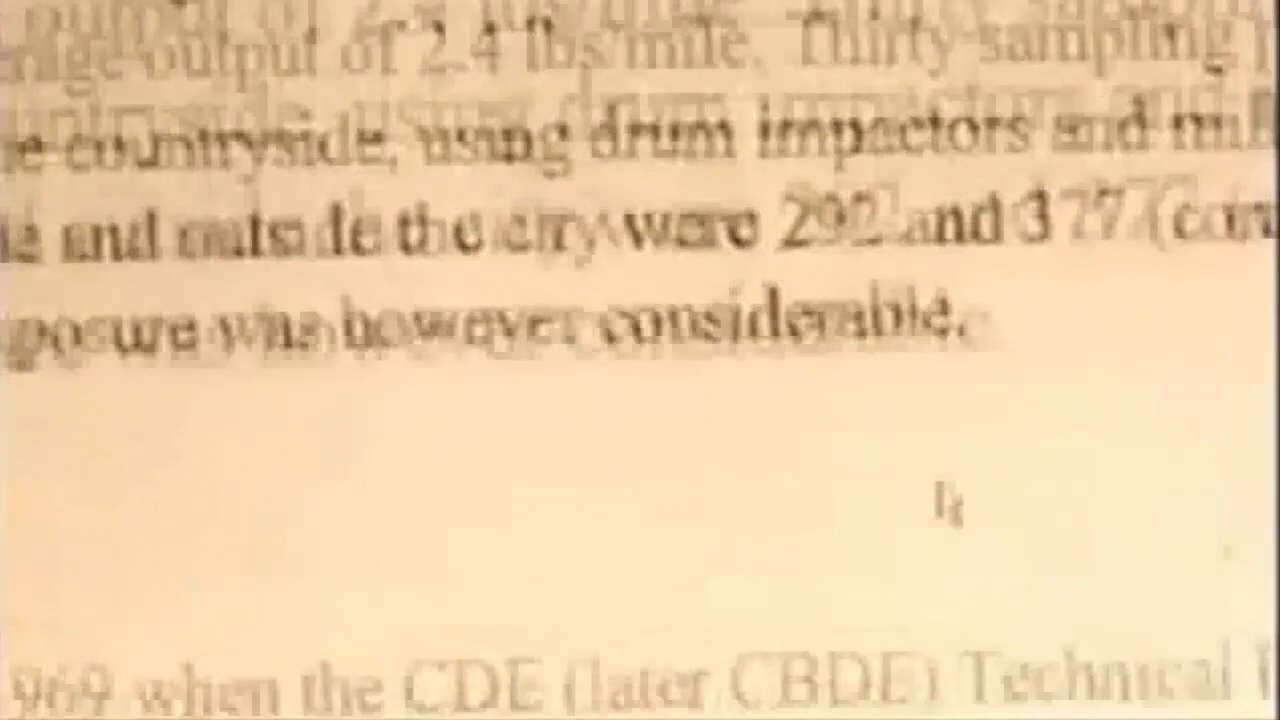 output of 2.4 lbs/mile. Thirty sampling
countryside, using drum impactors and
and outside the city were 292 and 377
was however considerable.
969 when the CDE (later CBDE) Technical